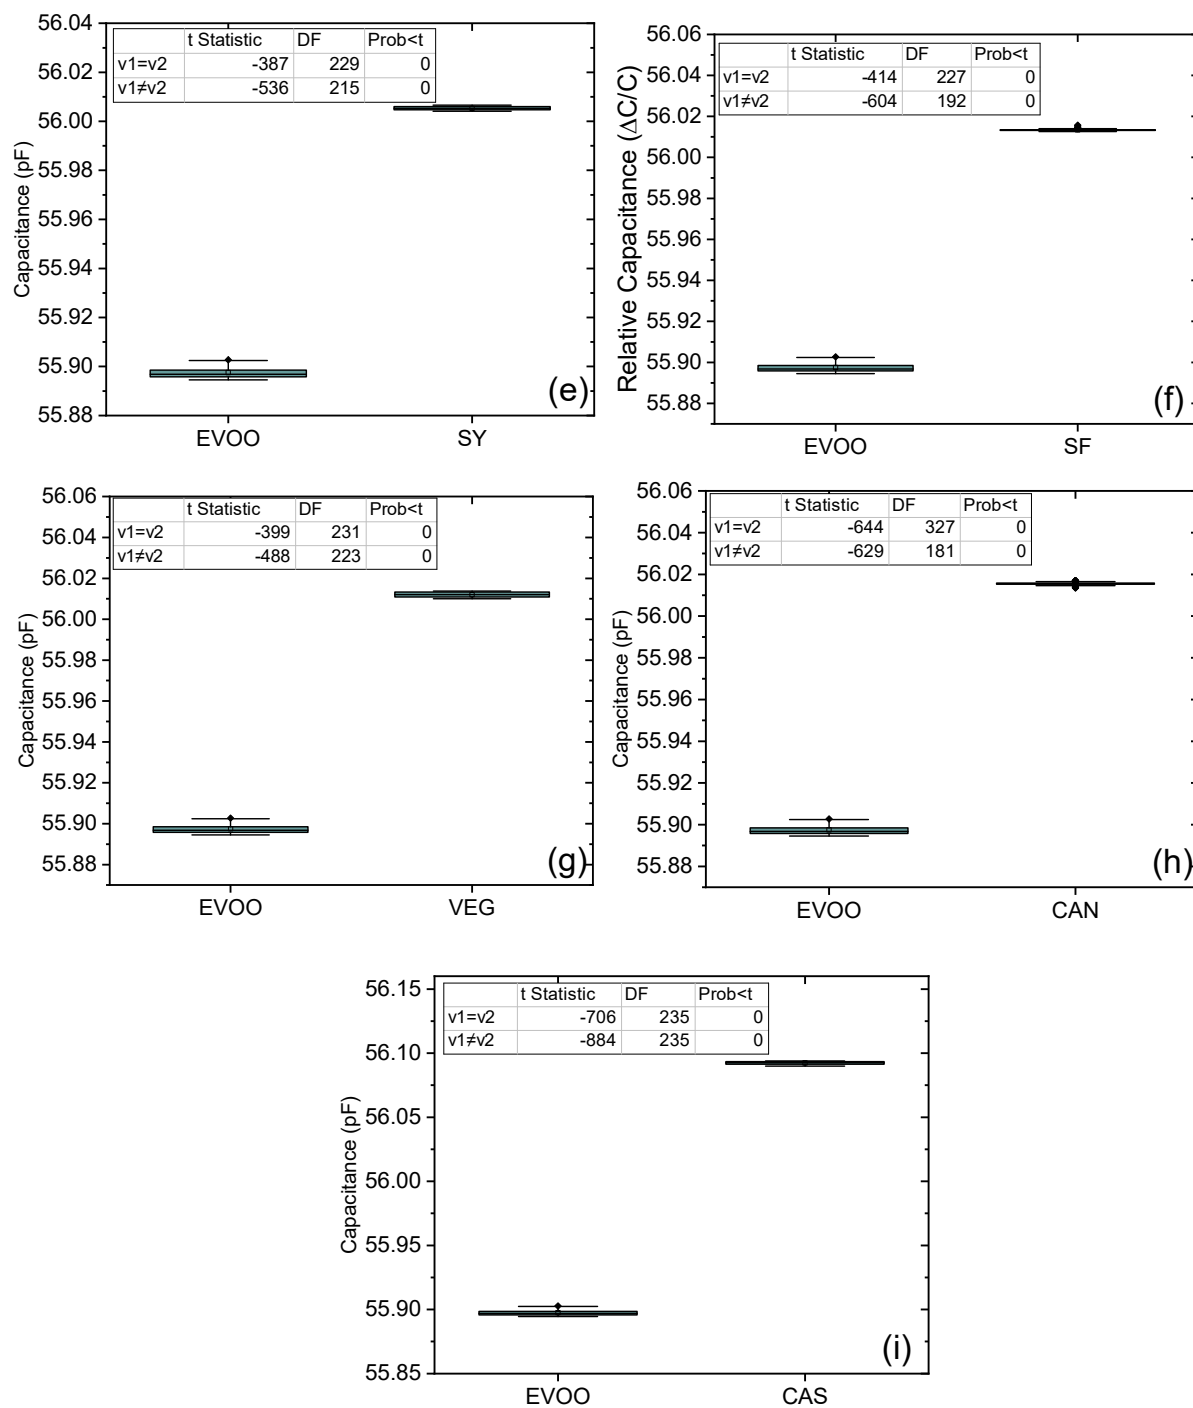 t Statistic DF Prob<t
v1=v2 -387 229 0
v1≠v2 -536 215 0
56.04
56.02
56.00
55.98
55.96
55.94
55.92
55.90
55.88
Capacitance (pF)
EVOO SY
(e)
t Statistic DF Prob<t
v1=v2 -414 227 0
v1≠v2 -604 192 0
56.06
56.04
56.02
56.00
55.98
55.96
55.94
55.92
55.90
55.88
Relative Capacitance (ΔC/C)
EVOO SF
(f)
t Statistic DF Prob<t
v1=v2 -399 231 0
v1≠v2 -488 223 0
56.06
56.04
56.02
56.00
55.98
55.96
55.94
55.92
55.90
55.88
Capacitance (pF)
EVOO VEG
(g)
t Statistic DF Prob<t
v1=v2 -644 327 0
v1≠v2 -629 181 0
56.06
56.04
56.02
56.00
55.98
55.96
55.94
55.92
55.90
55.88
Capacitance (pF)
EVOO CAN
(h)
t Statistic DF Prob<t
v1=v2 -706 235 0
v1≠v2 -884 235 0
56.15
56.10
56.05
56.00
55.95
55.90
55.85
Capacitance (pF)
EVOO CAS
(i)